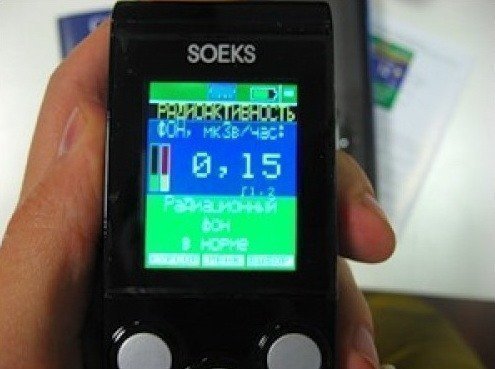 SOEKS
РАДИОАКТИВНОСТЬ
ФОН, мкЗв/час:
0,15
Радиационный
фон
в норме